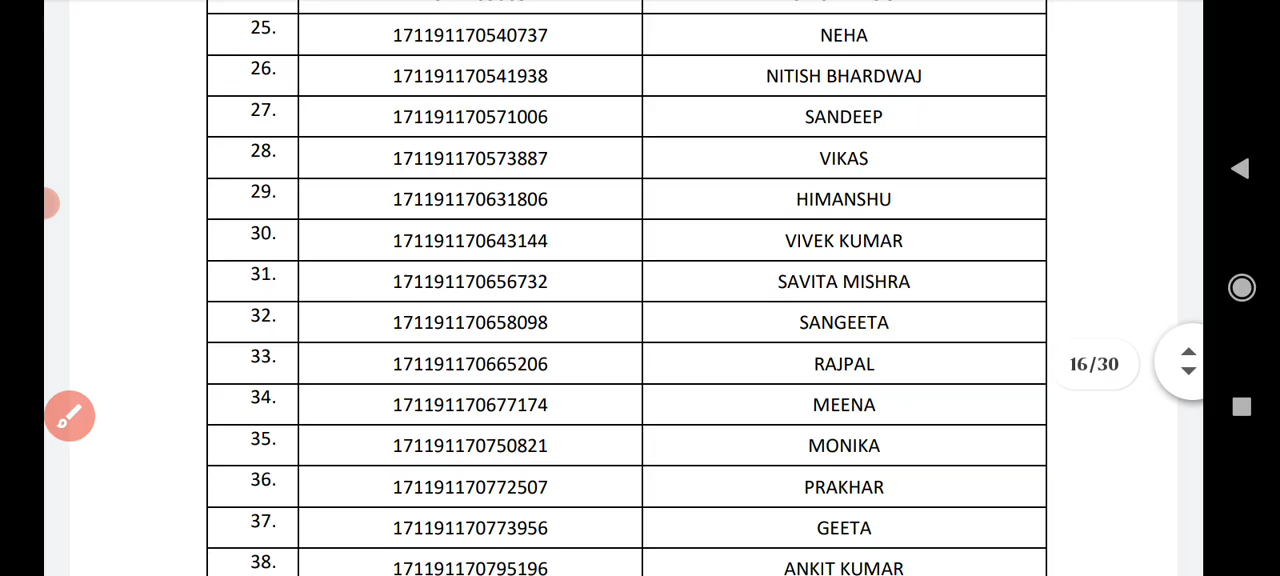 25. 171191170540737 NEHA
26. 171191170541938 NITISH BHARDWAJ
27. 171191170571006 SANDEEP
28. 171191170573887 VIKAS
29. 171191170631806 HIMANSHU
30. 171191170643144 VIVEK KUMAR
31. 171191170656732 SAVITA MISHRA
32. 171191170658098 SANGEETA
33. 171191170665206 RAJPAL
16/30
34. 171191170677174 MEENA
35. 171191170750821 MONIKA
36. 171191170772507 PRAKHAR
37. 171191170773956 GEETA
38. 171191170795196 ANKIT KUMAR